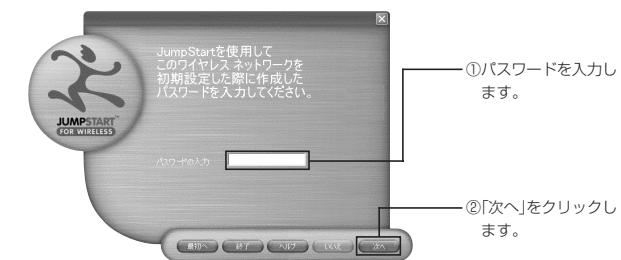 JumpStartを使用して
このワイヤレス ネットワークを
初期設定した際に作成した
パスワードを入力してください。
JUMPSTART™
FOR WIRELESS
パスワードの入力
最初へ 終了 ヘルプ いいえ 次へ
①パスワードを入力し
ます。
②「次へ」をクリックし
ます。